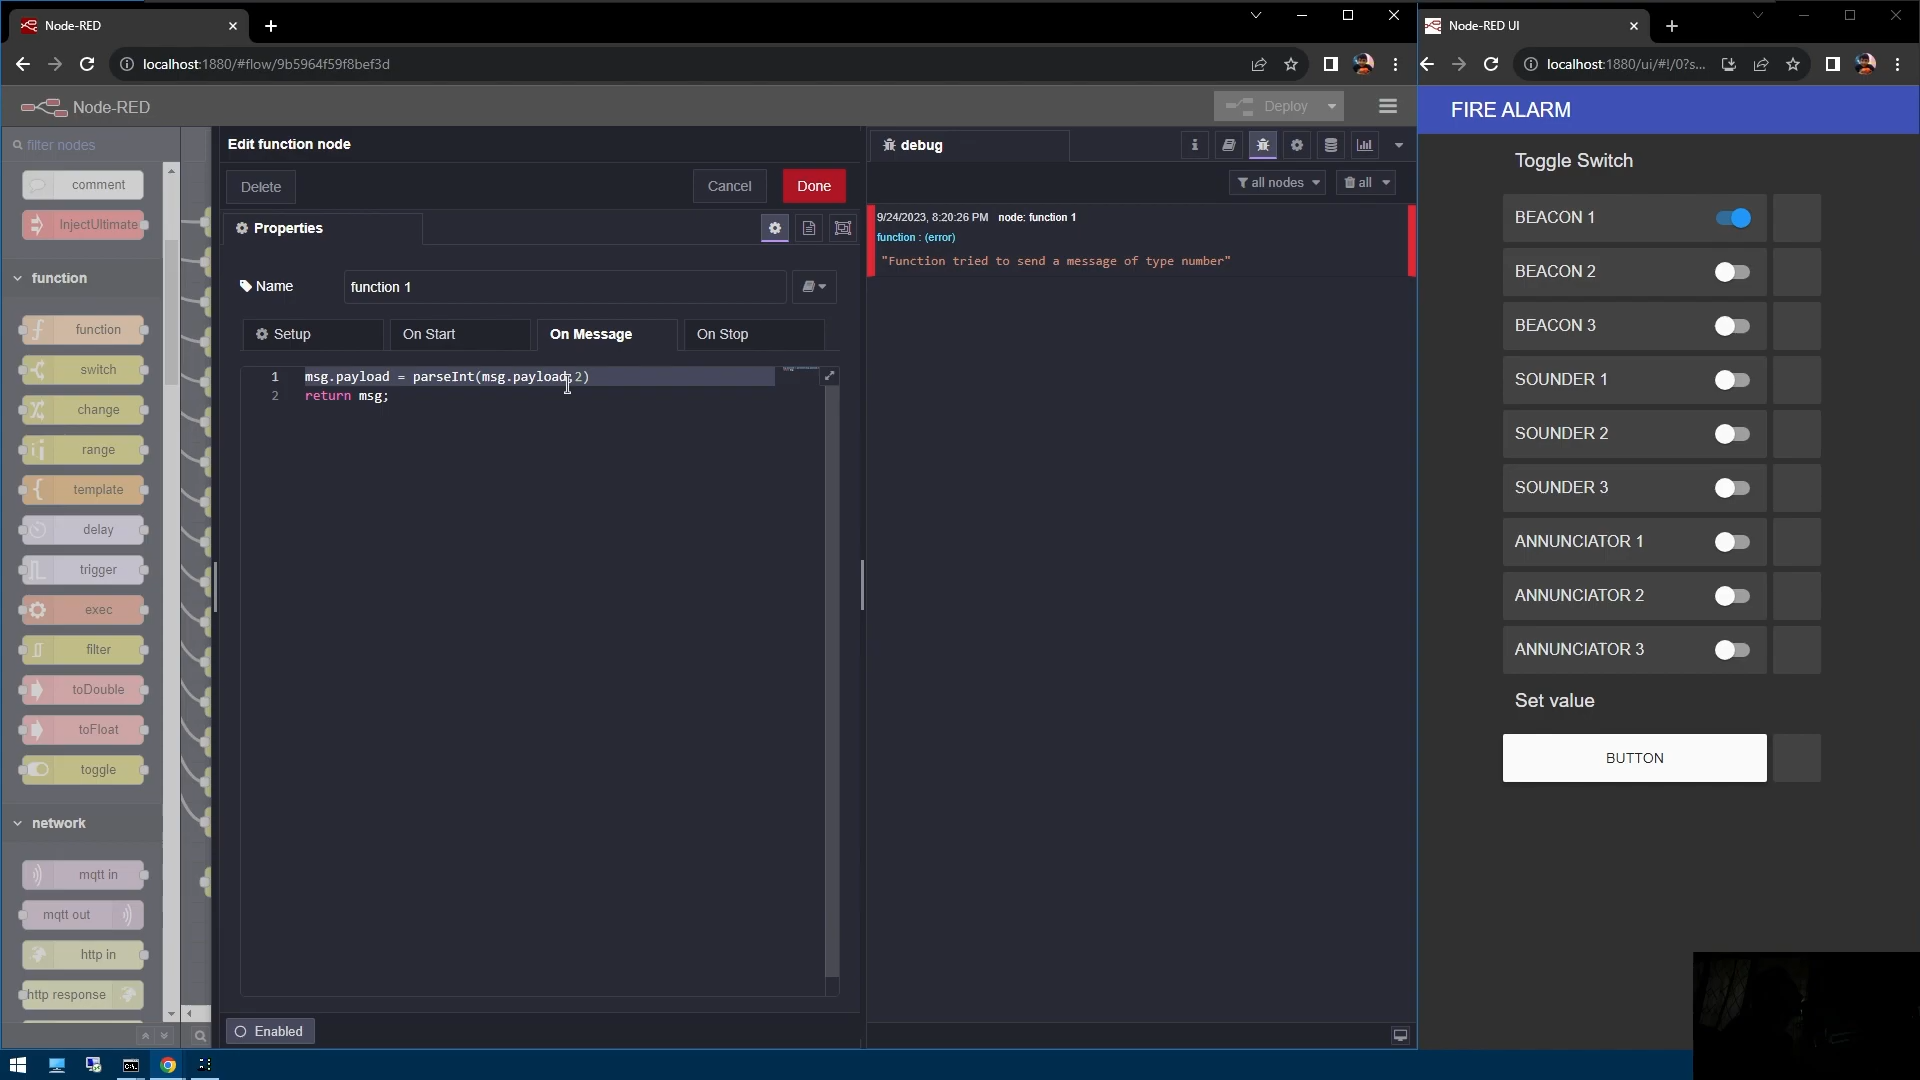 Node-RED
localhost:1880/#flow/9b5964f59f8bef3d
Node-RED
Deploy
filter nodes
comment
InjectUltimate
function
function
switch
change
range
template
delay
trigger
exec
filter
toDouble
toFloat
toggle
network
mqtt in
mqtt out
http in
http response
Edit function node
Delete
Cancel
Done
Properties
Name
function 1
Setup
On Start
On Message
On Stop
1 msg.payload = parseInt(msg.payload,2)
2 return msg;
Enabled
debug
all nodes
all
9/24/2023, 8:20:26 PM node: function 1
function : (error)
"Function tried to send a message of type number"
Node-RED UI
localhost:1880/ui/#!/0?s...
FIRE ALARM
Toggle Switch
BEACON 1
BEACON 2
BEACON 3
SOUNDER 1
SOUNDER 2
SOUNDER 3
ANNUNCIATOR 1
ANNUNCIATOR 2
ANNUNCIATOR 3
Set value
BUTTON